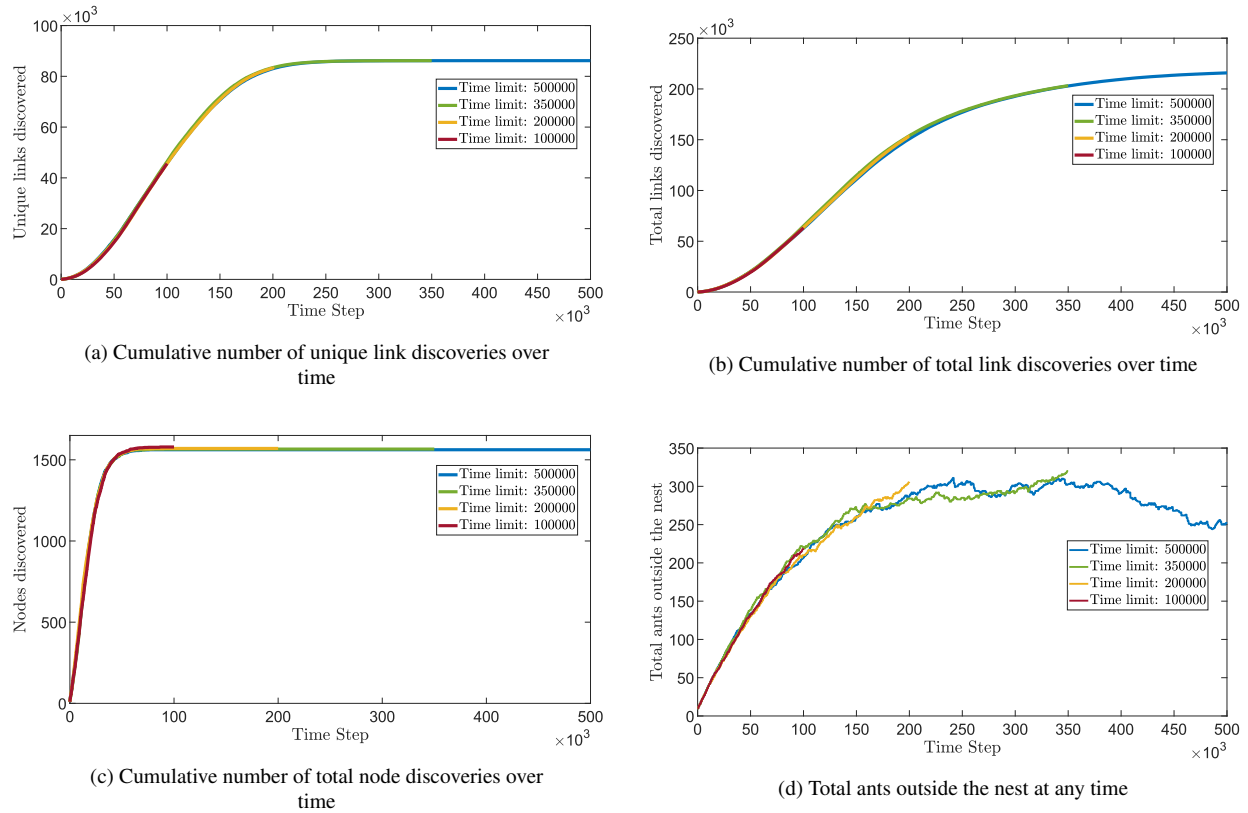 ×10³
100
80
60
40
20
0
Unique links discovered
Time limit: 500000
Time limit: 350000
Time limit: 200000
Time limit: 100000
0 50 100 150 200 250 300 350 400 450 500
Time Step
×10³
(a) Cumulative number of unique link discoveries over
time
×10³
250
200
150
100
50
0
Total links discovered
Time limit: 500000
Time limit: 350000
Time limit: 200000
Time limit: 100000
0 50 100 150 200 250 300 350 400 450 500
Time Step
×10³
(b) Cumulative number of total link discoveries over time
1500
1000
500
0
Nodes discovered
Time limit: 500000
Time limit: 350000
Time limit: 200000
Time limit: 100000
0 100 200 300 400 500
Time Step
×10³
(c) Cumulative number of total node discoveries over
time
350
300
250
200
150
100
50
0
Total ants outside the nest
Time limit: 500000
Time limit: 350000
Time limit: 200000
Time limit: 100000
0 50 100 150 200 250 300 350 400 450 500
Time Step
×10³
(d) Total ants outside the nest at any time